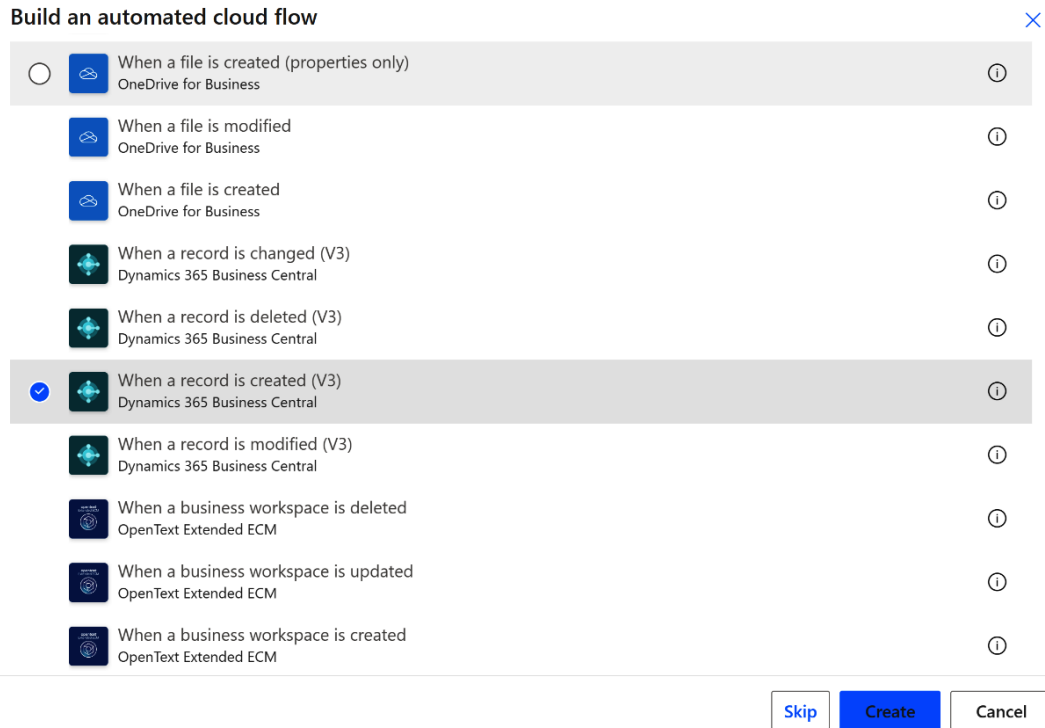 Build an automated cloud flow
When a file is created (properties only)
OneDrive for Business
When a file is modified
OneDrive for Business
When a file is created
OneDrive for Business
When a record is changed (V3)
Dynamics 365 Business Central
When a record is deleted (V3)
Dynamics 365 Business Central
When a record is created (V3)
Dynamics 365 Business Central
When a record is modified (V3)
Dynamics 365 Business Central
When a business workspace is deleted
OpenText Extended ECM
When a business workspace is updated
OpenText Extended ECM
When a business workspace is created
OpenText Extended ECM
Skip
Create
Cancel